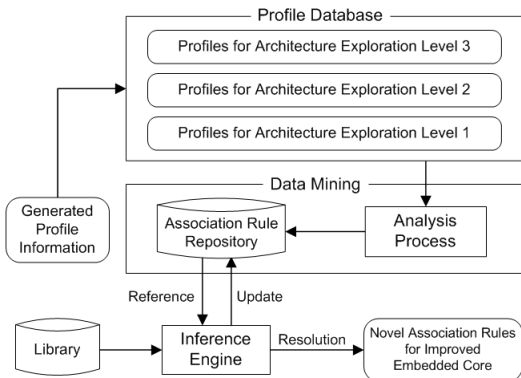 Profile Database
Profiles for Architecture Exploration Level 3
Profiles for Architecture Exploration Level 2
Profiles for Architecture Exploration Level 1
Data Mining
Generated
Profile
Information
Association Rule
Repository
Analysis
Process
Reference
Update
Library
Inference
Engine
Resolution
Novel Association Rules
for Improved
Embedded Core